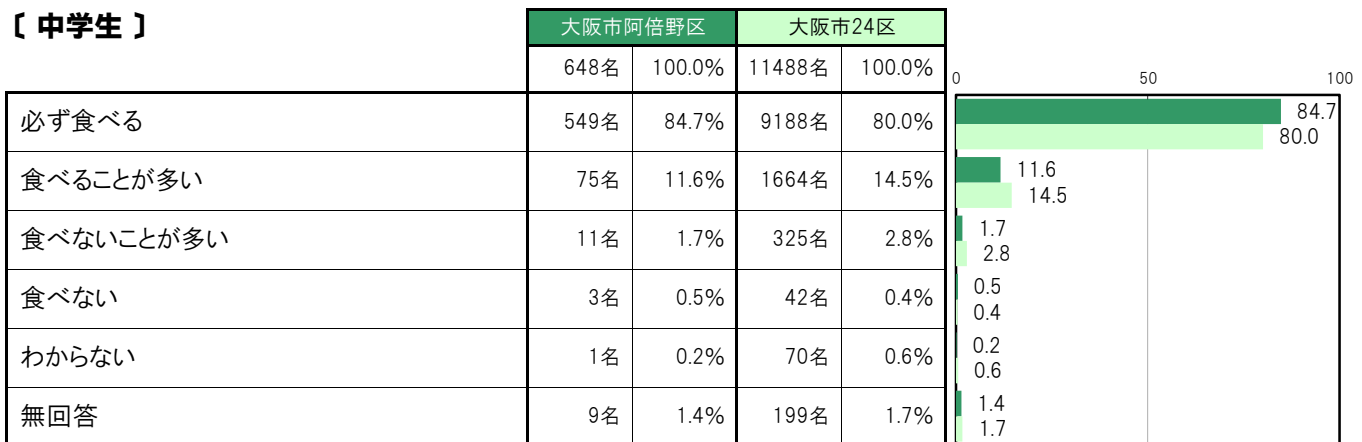 〔 中学生 〕
大阪市阿倍野区 大阪市24区
648名 100.0% 11488名 100.0%
0 50 100
必ず食べる 549名 84.7% 9188名 80.0% 84.7
80.0
食べることが多い 75名 11.6% 1664名 14.5% 11.6
14.5
食べないことが多い 11名 1.7% 325名 2.8% 1.7
2.8
食べない 3名 0.5% 42名 0.4% 0.5
0.4
わからない 1名 0.2% 70名 0.6% 0.2
0.6
無回答 9名 1.4% 199名 1.7% 1.4
1.7